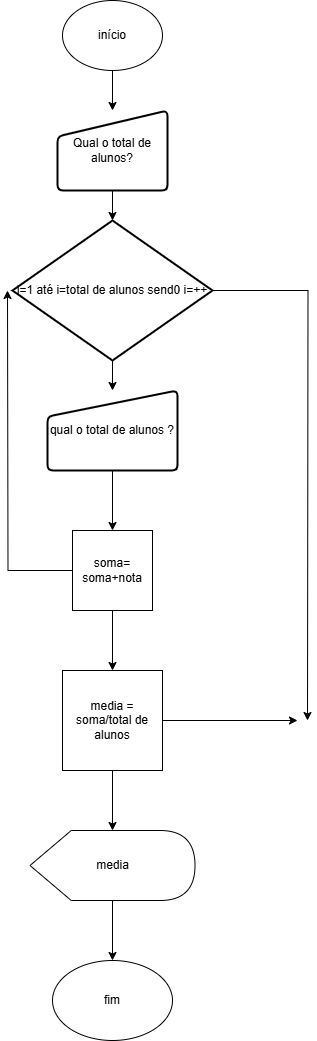 início
Qual o total de
alunos?
i=1 até i=total de alunos send0 i=++
qual o total de alunos ?
soma=
soma+nota
media =
soma/total de
alunos
media
fim